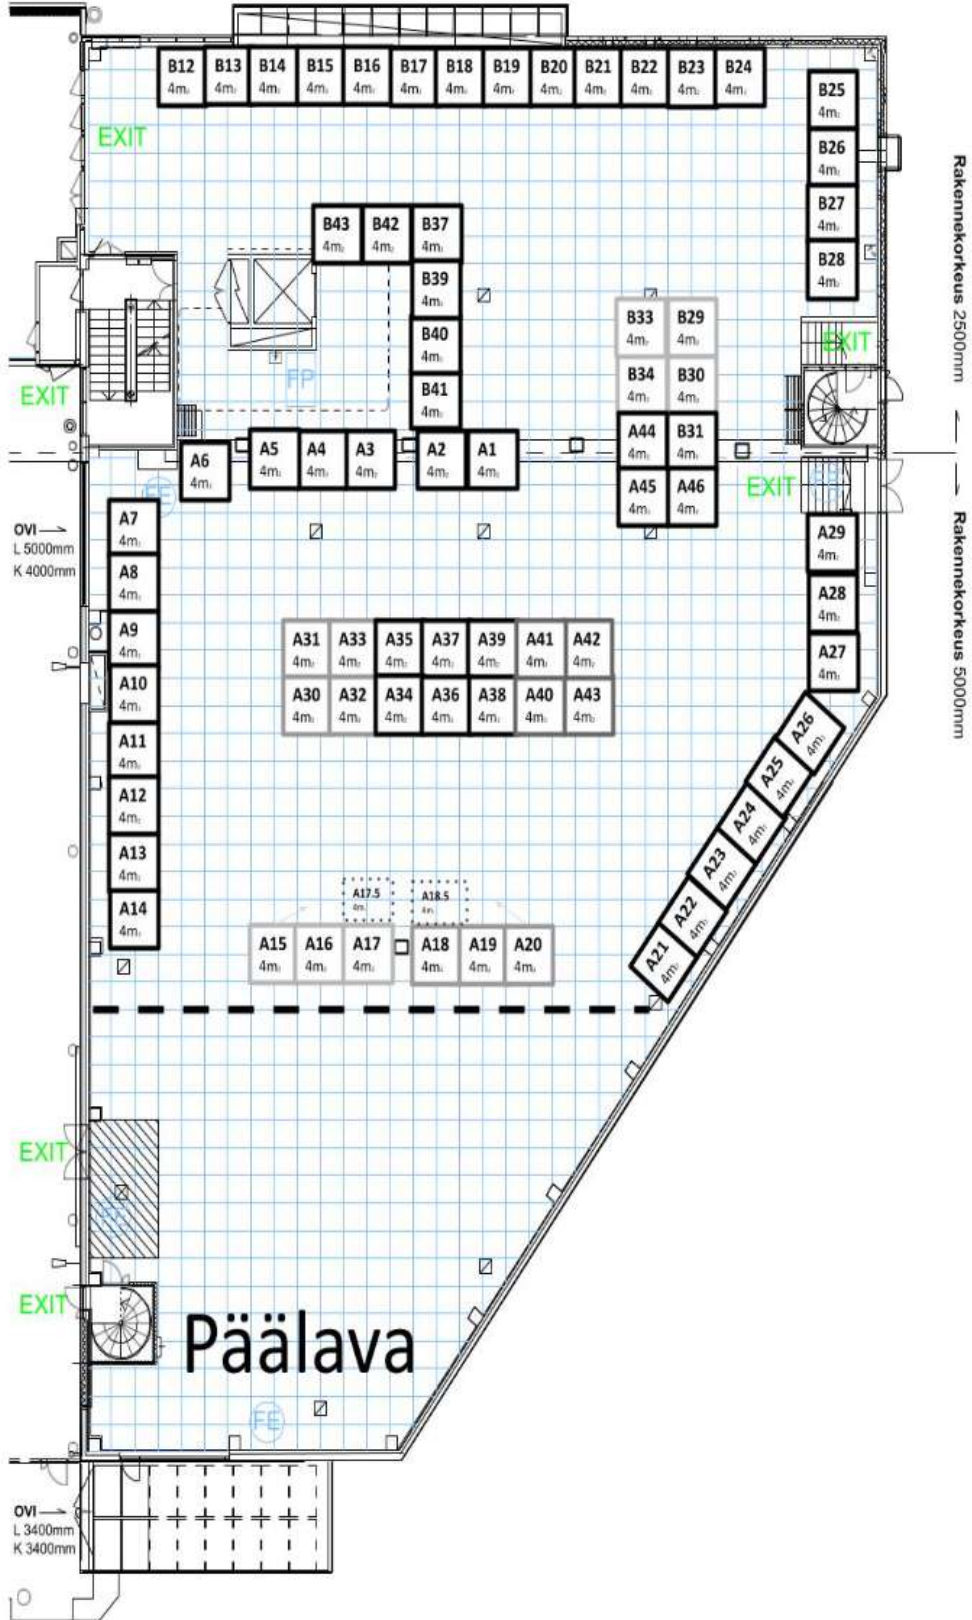 B12 B13 B14 B15 B16 B17 B18 B19 B20 B21 B22 B23 B24
4m² 4m² 4m² 4m² 4m² 4m² 4m² 4m² 4m² 4m² 4m² 4m² 4m²
B25
4m²
EXIT
B26
4m²
Rakennekorkeus 2500mm
B27
4m²
B43 B42 B37
4m² 4m² 4m²
B28
4m²
B39
4m²
B33 B29
4m² 4m²
B40
4m²
EXIT
FP
B34 B30
4m² 4m²
B41
4m²
EXIT
A44 B31
4m² 4m²
A6 A5 A4 A3 A2 A1
4m² 4m² 4m² 4m² 4m² 4m²
A45 A46
4m² 4m²
EXIT
FE
FE
Rakennekorkeus 5000mm
OVI
L 5000mm
K 4000mm
A7
4m²
A29
4m²
A8
4m²
A28
4m²
A9
4m²
A27
4m²
A31 A33 A35 A37 A39 A41 A42
4m² 4m² 4m² 4m² 4m² 4m² 4m²
A10
4m²
A30 A32 A34 A36 A38 A40 A43
4m² 4m² 4m² 4m² 4m² 4m² 4m²
A26
4m²
A11
4m²
A25
4m²
A12
4m²
A24
4m²
A13
4m²
A23
4m²
A14
4m²
A17.5 A18.5
4m² 4m²
A22
4m²
A15 A16 A17 A18 A19 A20
4m² 4m² 4m² 4m² 4m² 4m²
A21
4m²
EXIT
FE
EXIT
Päälava
FE
OVI
L 3400mm
K 3400mm